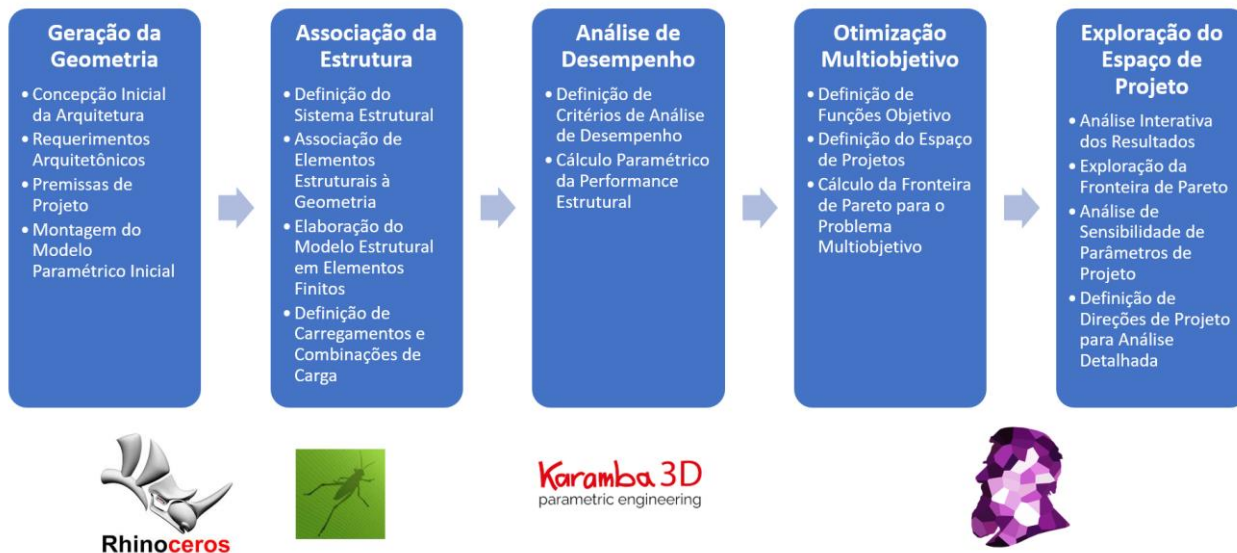 Geração da
Geometria
• Concepção Inicial
da Arquitetura
• Requerimentos
Arquitetônicos
• Premissas de
Projeto
• Montagem do
Modelo
Paramétrico Inicial
Associação da
Estrutura
• Definição do
Sistema Estrutural
• Associação de
Elementos
Estruturais à
Geometria
• Elaboração do
Modelo Estrutural
em Elementos
Finitos
• Definição de
Carregamentos e
Combinações de
Carga
Análise de
Desempenho
• Definição de
Critérios de Análise
de Desempenho
• Cálculo Paramétrico
da Performance
Estrutural
Otimização
Multiobjetivo
• Definição de
Funções Objetivo
• Definição do Espaço
de Projetos
• Cálculo da Fronteira
de Pareto para o
Problema
Multiobjetivo
Exploração do
Espaço de
Projeto
• Análise Interativa
dos Resultados
• Exploração da
Fronteira de Pareto
• Análise de
Sensibilidade de
Parâmetros de
Projeto
• Definição de
Direções de Projeto
para Análise
Detalhada
Rhinoceros
Karamba 3D
parametric engineering